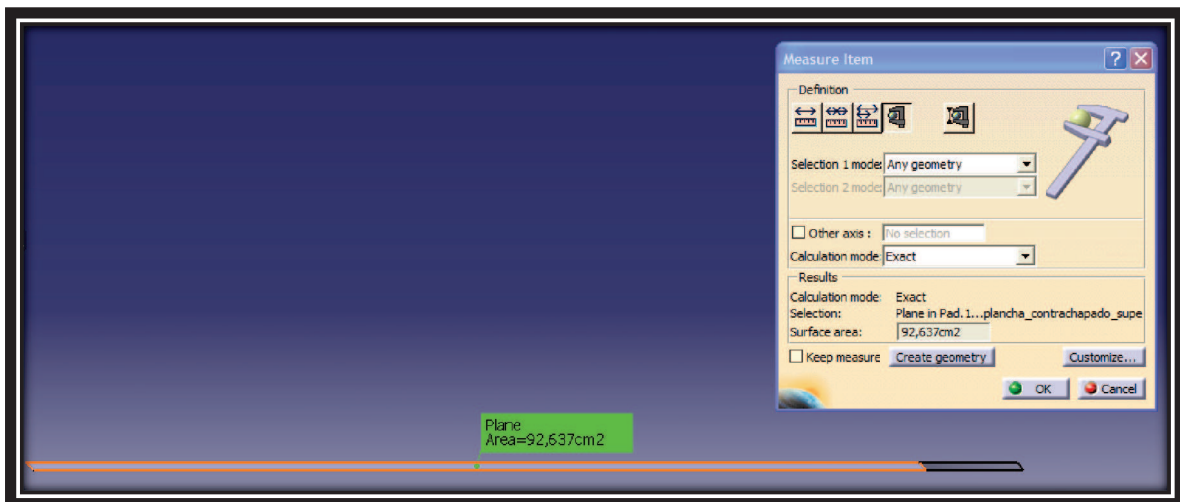 Measure Item
Definition
Selection 1 mode: Any geometry
Selection 2 mode: Any geometry
Other axis : No selection
Calculation mode: Exact
Results
Calculation mode: Exact
Selection: Plane in Pad.1...plancha_contrachapado_supe
Surface area: 92,637cm2
Keep measure Create geometry Customize...
OK Cancel
Plane
Area=92,637cm2